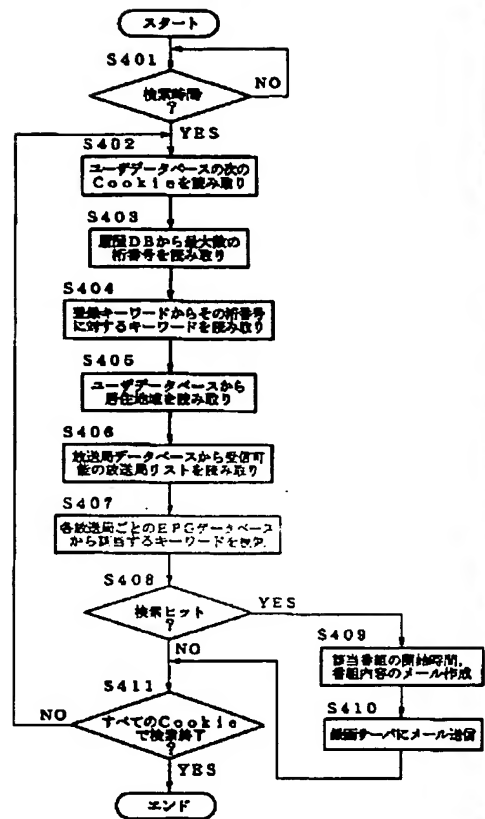 スタート
S401
検索時間
?
NO
YES
S402
ユーザデータベースの次の
Cookieを読み取り
S403
履歴DBから最大数の
桁番号を読み取り
S404
登録キーワードからその桁番号
に対するキーワードを読み取り
S405
ユーザデータベースから
居住地域を読み取り
S406
放送局データベースから受信可
能の放送局リストを読み取り
S407
各放送局ごとのEPGデータベース
から該当するキーワードを検索
S408
検索ヒット
?
YES
NO
S409
該当番組の開始時間,
番組内容のメール作成
S410
録画サーバにメール送信
S411
すべてのCookie
で検索終了
?
NO
YES
エンド